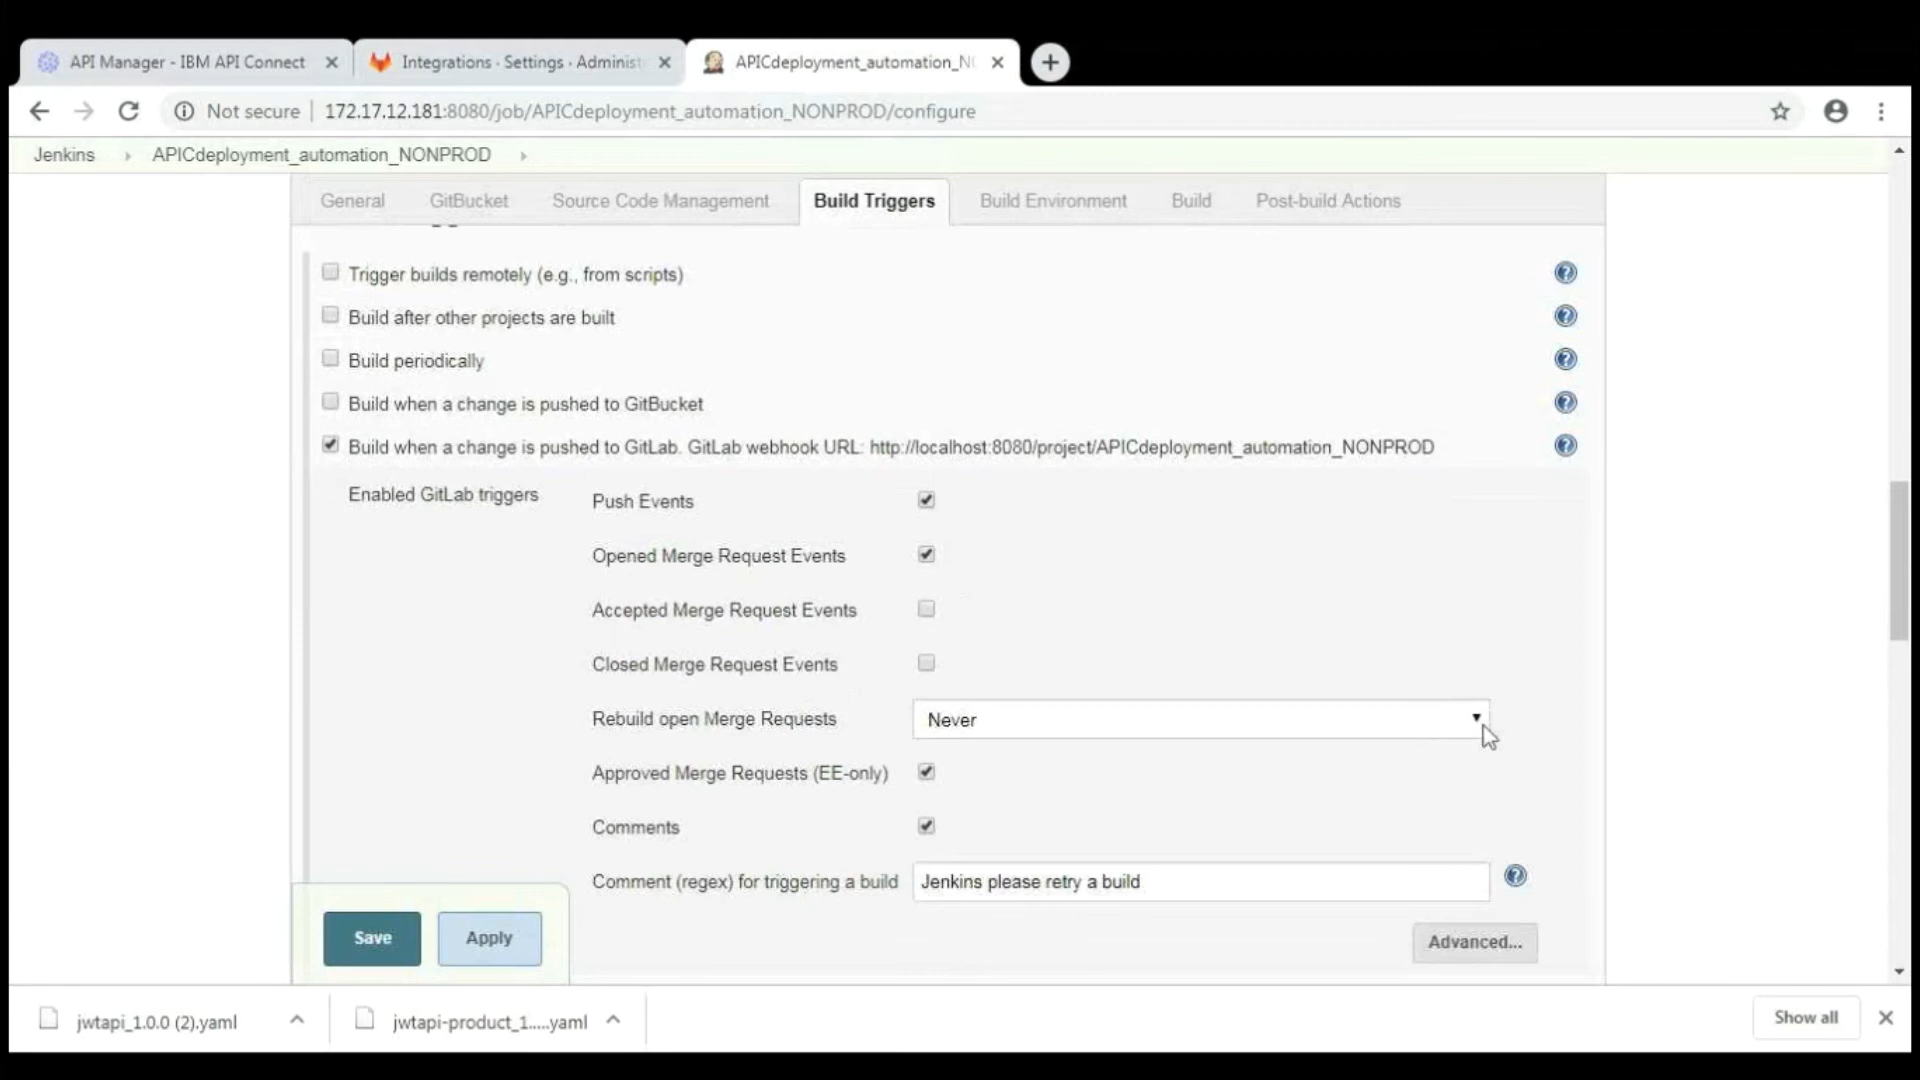 API Manager - IBM API Connect
Integrations · Settings · Administ
APICdeployment_automation_N
Not secure | 172.17.12.181:8080/job/APICdeployment_automation_NONPROD/configure
Jenkins › APICdeployment_automation_NONPROD ›
General GitBucket Source Code Management Build Triggers Build Environment Build Post-build Actions
Trigger builds remotely (e.g., from scripts)
Build after other projects are built
Build periodically
Build when a change is pushed to GitBucket
Build when a change is pushed to GitLab. GitLab webhook URL: http://localhost:8080/project/APICdeployment_automation_NONPROD
Enabled GitLab triggers
Push Events
Opened Merge Request Events
Accepted Merge Request Events
Closed Merge Request Events
Rebuild open Merge Requests Never
Approved Merge Requests (EE-only)
Comments
Comment (regex) for triggering a build Jenkins please retry a build
Save Apply
Advanced...
jwtapi_1.0.0 (2).yaml
jwtapi-product_1.....yaml
Show all